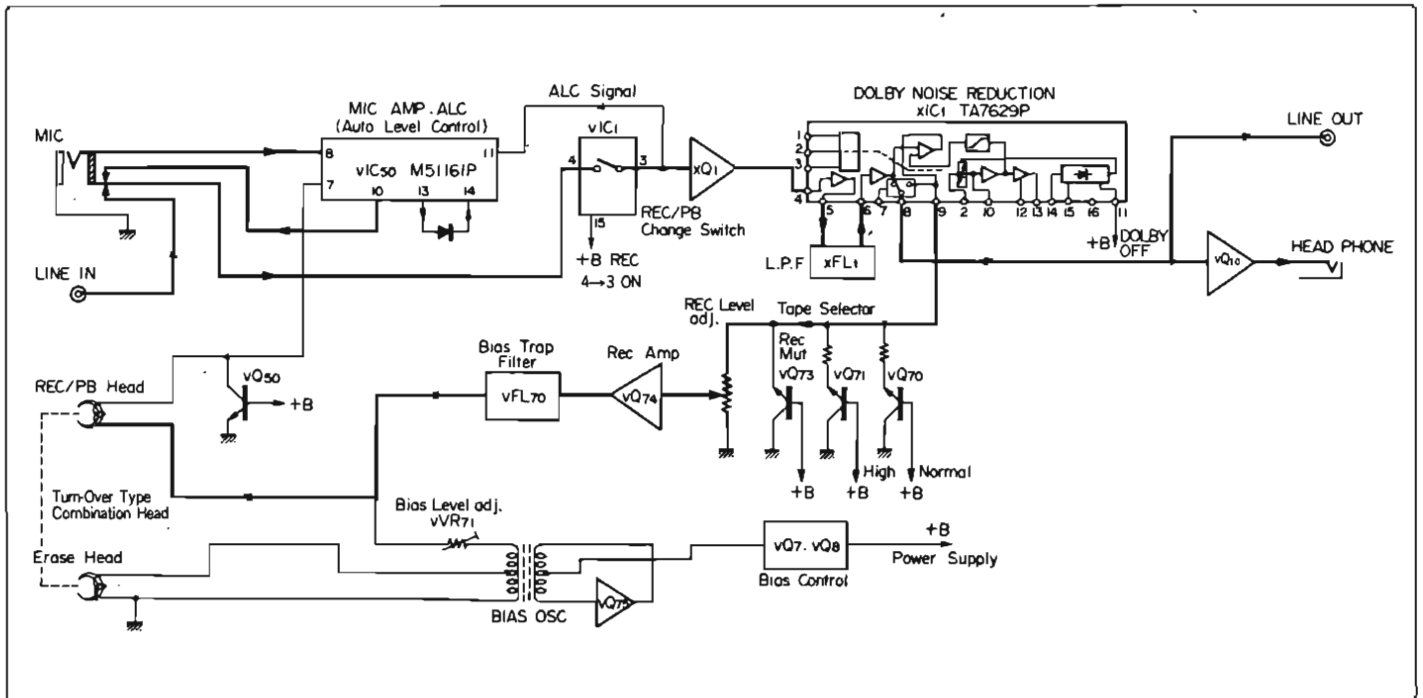 MIC
LINE IN
MIC AMP. ALC
(Auto Level Control)
8
11
vIC50 M51161P
7
10
13
14
ALC Signal
vIC1
4
3
15
REC/PB
Change Switch
+B REC
4→3 ON
xQ1
DOLBY NOISE REDUCTION
xIC1 TA7629P
1
2
3
4
5
6
7
8
9
2
10
12
13
14
15
16
11
+B
DOLBY
OFF
L.P.F
xFL1
LINE OUT
vQ10
HEAD PHONE
REC Level
adj.
Tape Selector
Rec
Mut
vQ73
vQ71
vQ70
High
Normal
+B
+B
+B
Bias Trap
Filter
vFL70
Rec Amp
vQ74
REC/PB Head
vQ50
+B
Turn-Over Type
Combination Head
Bias Level adj.
vVR71
Erase Head
BIAS OSC
vQ75
vQ7. vQ8
Bias Control
+B
Power Supply